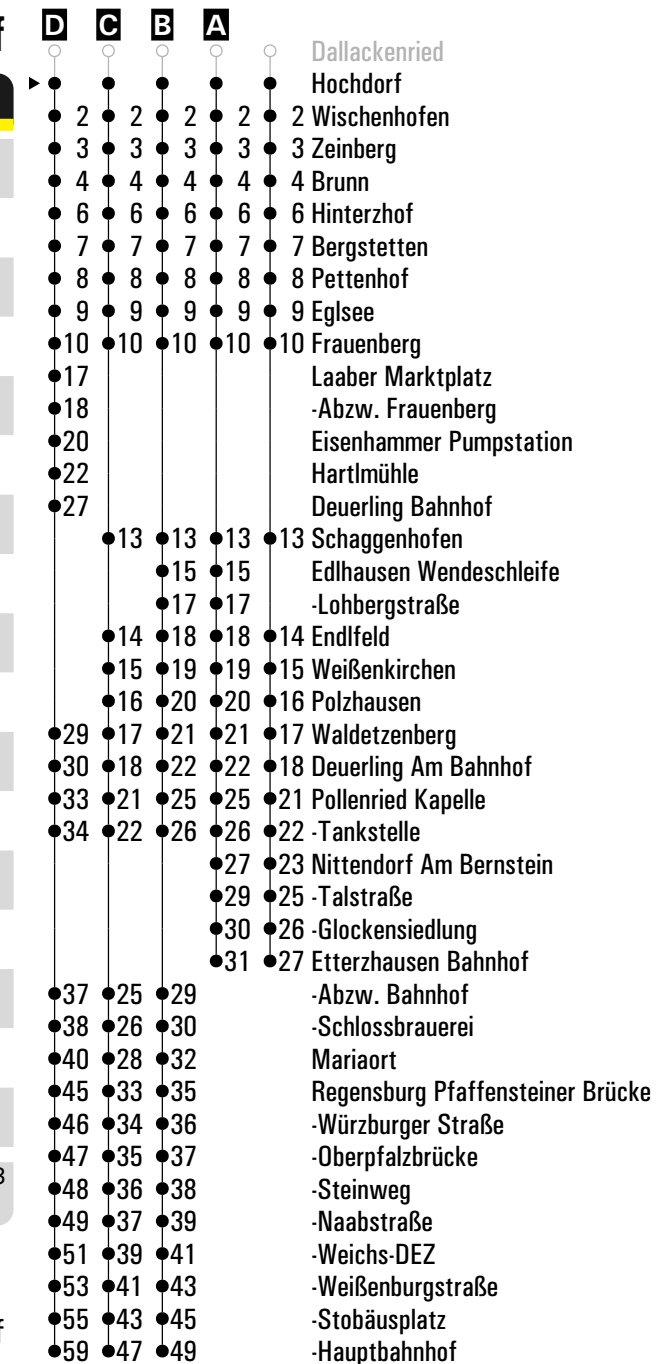 D C B A
Dallackenried
Hochdorf
2 2 2 2 2 Wischenhofen
3 3 3 3 3 Zeinberg
4 4 4 4 4 Brunn
6 6 6 6 6 Hinterzhof
7 7 7 7 7 Bergstetten
8 8 8 8 8 Pettenhof
9 9 9 9 9 Eglsee
10 10 10 10 10 Frauenberg
17 Laaber Marktplatz
18 -Abzw. Frauenberg
20 Eisenhammer Pumpstation
22 Hartlmühle
27 Deuerling Bahnhof
13 13 13 13 Schaggenhofen
15 15 Edlhausen Wendeschleife
17 17 -Lohbergstraße
14 18 18 14 Endlfeld
15 19 19 15 Weißenkirchen
16 20 20 16 Polzhausen
29 17 21 21 17 Waldetzenberg
30 18 22 22 18 Deuerling Am Bahnhof
33 21 25 25 21 Pollenried Kapelle
34 22 26 26 22 -Tankstelle
27 23 Nittendorf Am Bernstein
29 25 -Talstraße
30 26 -Glockensiedlung
31 27 Etterzhausen Bahnhof
37 25 29 -Abzw. Bahnhof
38 26 30 -Schlossbrauerei
40 28 32 Mariaort
45 33 35 Regensburg Pfaffensteiner Brücke
46 34 36 -Würzburger Straße
47 35 37 -Oberpfalzbrücke
48 36 38 -Steinweg
49 37 39 -Naabstraße
51 39 41 -Weichs-DEZ
53 41 43 -Weißenburgstraße
55 43 45 -Stobäusplatz
59 47 49 -Hauptbahnhof